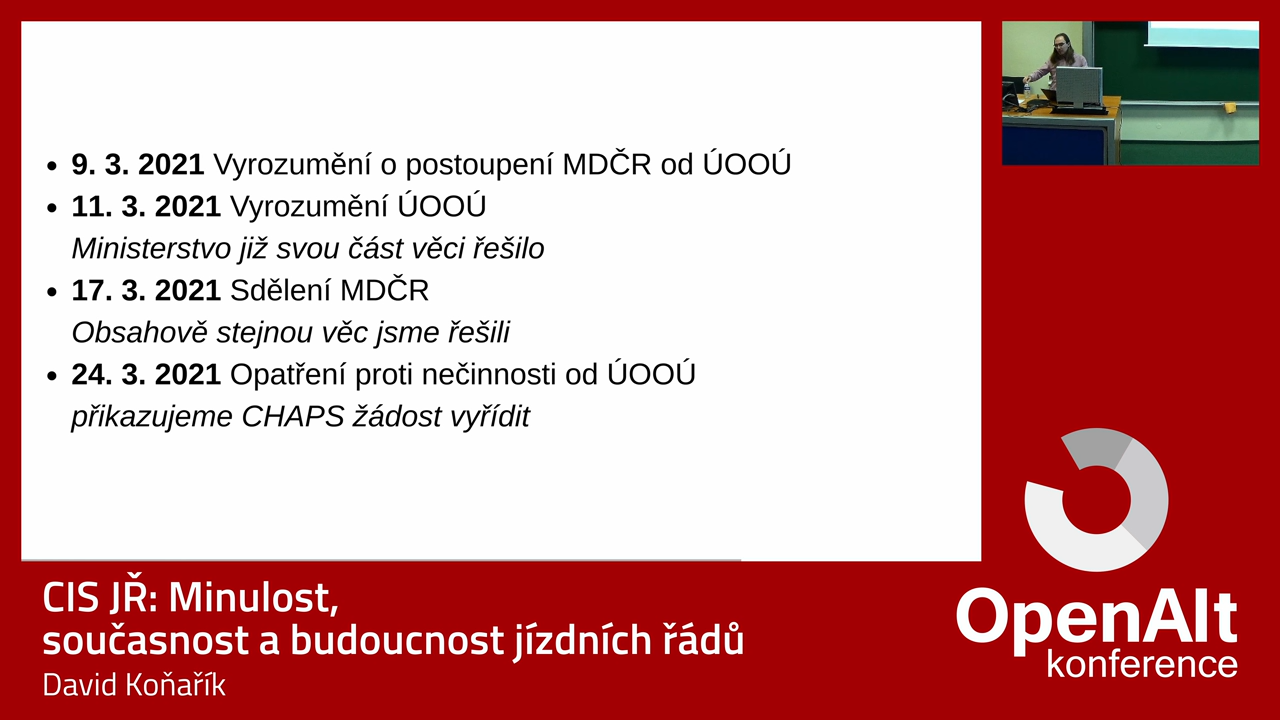 • 9. 3. 2021 Vyrozumění o postoupení MDČR od ÚOOÚ
• 11. 3. 2021 Vyrozumění ÚOOÚ
Ministerstvo již svou část věci řešilo
• 17. 3. 2021 Sdělení MDČR
Obsahově stejnou věc jsme řešili
• 24. 3. 2021 Opatření proti nečinnosti od ÚOOÚ
přikazujeme CHAPS žádost vyřídit
CIS JŘ: Minulost,
současnost a budoucnost jízdních řádů
David Koňařík
OpenAlt
konference